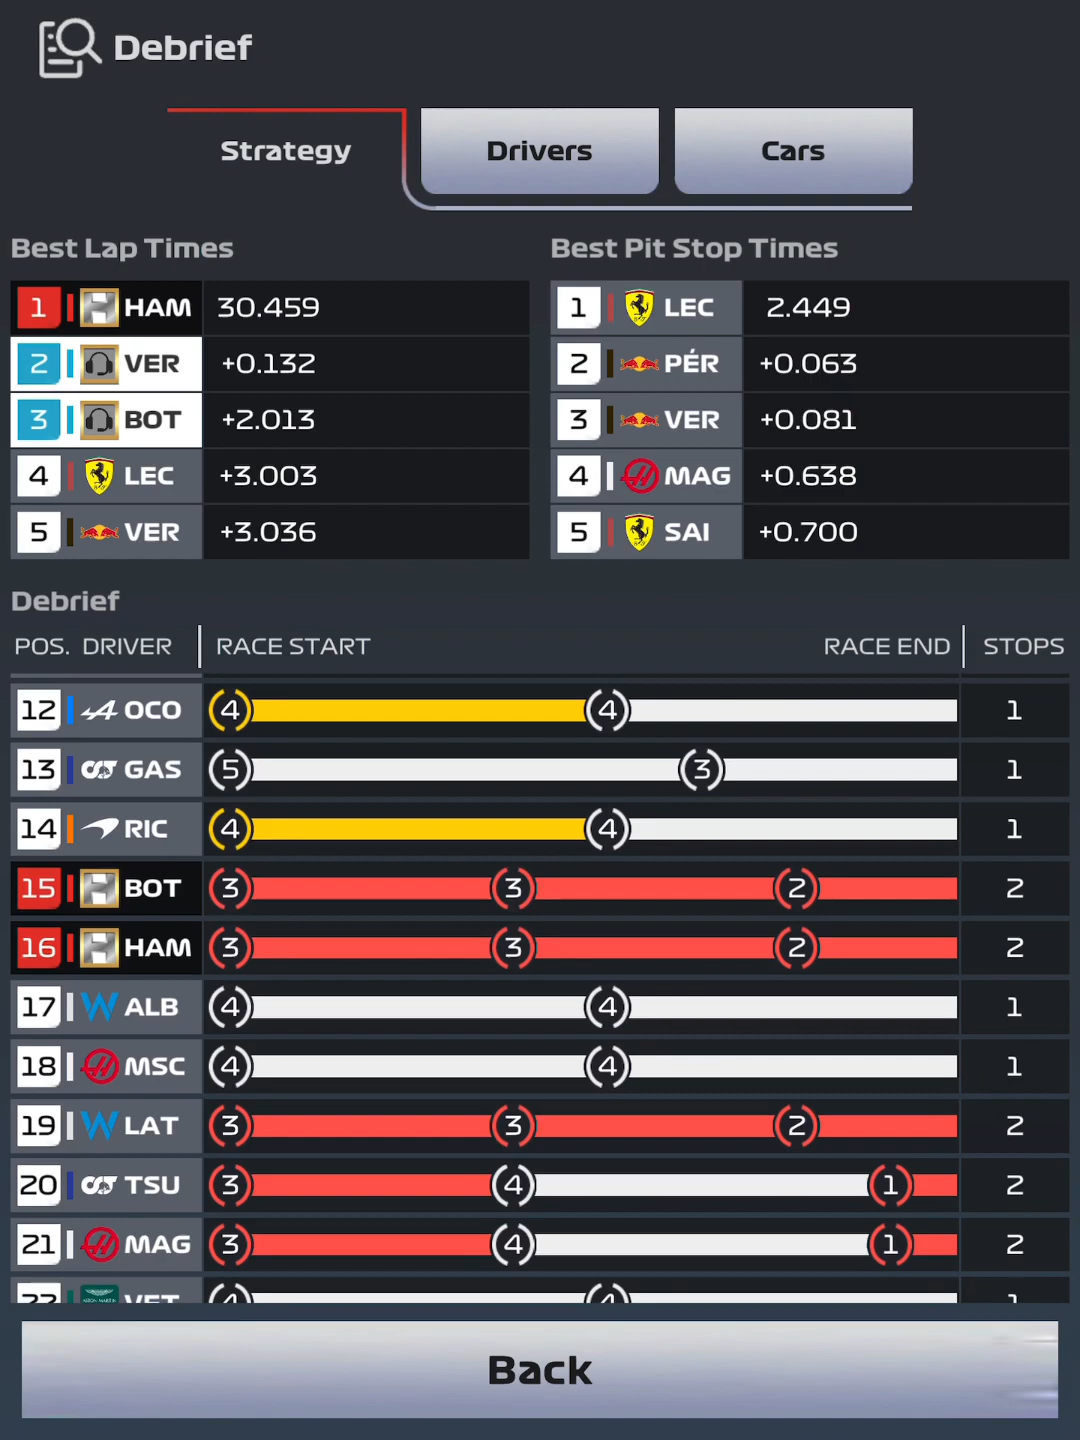 Debrief
Strategy Drivers Cars
Best Lap Times
1 HAM 30.459
2 VER +0.132
3 BOT +2.013
4 LEC +3.003
5 VER +3.036
Best Pit Stop Times
1 LEC 2.449
2 PÉR +0.063
3 VER +0.081
4 MAG +0.638
5 SAI +0.700
Debrief
POS. DRIVER RACE START RACE END STOPS
12 OCO 4 4 1
13 GAS 5 3 1
14 RIC 4 4 1
15 BOT 3 3 2 2
16 HAM 3 3 2 2
17 ALB 4 4 1
18 MSC 4 4 1
19 LAT 3 3 2 2
20 TSU 3 4 1 2
21 MAG 3 4 1 2
22 VET 4 4 1
Back